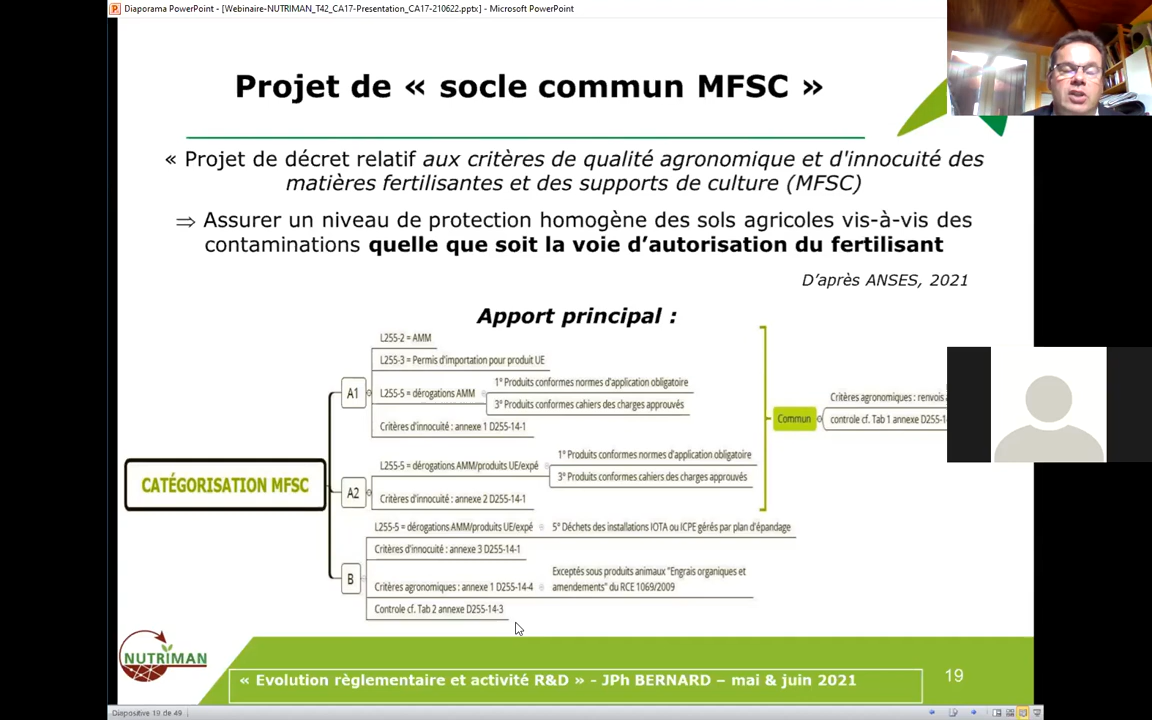 Diaporama PowerPoint - [Webinaire-NUTRIMAN_T42_CA17-Presentation_CA17-210622.pptx] - Microsoft PowerPoint
Projet de « socle commun MFSC »
« Projet de décret relatif aux critères de qualité agronomique et d'innocuité des
matières fertilisantes et des supports de culture (MFSC)
⇒ Assurer un niveau de protection homogène des sols agricoles vis-à-vis des
contaminations quelle que soit la voie d'autorisation du fertilisant
D'après ANSES, 2021
Apport principal :
CATÉGORISATION MFSC
A1
L255-2 = AMM
L255-3 = Permis d'importation pour produit UE
L255-5 = dérogations AMM
1° Produits conformes normes d'application obligatoire
3° Produits conformes cahiers des charges approuvés
Critères d'innocuité : annexe 1 D255-14-1
A2
L255-5 = dérogations AMM/produits UE/expé
1° Produits conformes normes d'application obligatoire
3° Produits conformes cahiers des charges approuvés
Critères d'innocuité : annexe 2 D255-14-1
Commun
Critères agronomiques : renvois
controle cf. Tab 1 annexe D255-1
B
L255-5 = dérogations AMM/produits UE/expé
5° Déchets des installations IOTA ou ICPE gérés par plan d'épandage
Critères d'innocuité : annexe 3 D255-14-1
Critères agronomiques : annexe 1 D255-14-4
Exceptés sous produits animaux "Engrais organiques et
amendements" du RCE 1069/2009
Controle cf. Tab 2 annexe D255-14-3
NUTRIMAN
« Evolution règlementaire et activité R&D » - JPh BERNARD – mai & juin 2021
19
Diapositive 19 de 49